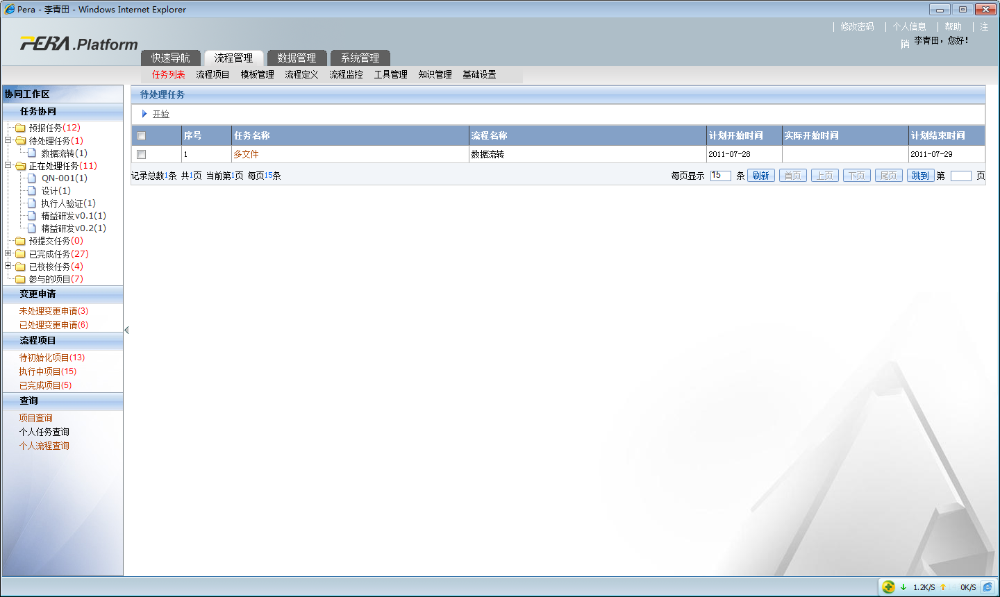 Pera - 李青田 - Windows Internet Explorer
修改密码 个人信息 帮助 注销
李青田，您好！
PERA.Platform
快速导航 流程管理 数据管理 系统管理
任务列表 流程项目 模板管理 流程定义 流程监控 工具管理 知识管理 基础设置
协同工作区
任务协同
预报任务(12)
待处理任务(1)
数据流转(1)
正在处理任务(11)
QN-001(1)
设计(1)
执行人验证(1)
精益研发v0.1(1)
精益研发v0.2(1)
预提交任务(0)
已完成任务(27)
已校核任务(4)
参与的项目(7)
变更申请
未处理变更申请(3)
已处理变更申请(6)
流程项目
待初始化项目(13)
执行中项目(15)
已完成项目(5)
查询
项目查询
个人任务查询
个人流程查询
待处理任务
开始
序号 任务名称 流程名称 计划开始时间 实际开始时间 计划结束时间
1 多文件 数据流转 2011-07-28 2011-07-29
记录总数1条 共1页 当前第1页 每页15条 每页显示 15 条 刷新 首页 上页 下页 尾页 跳到 第 页
1.2K/S 0K/S